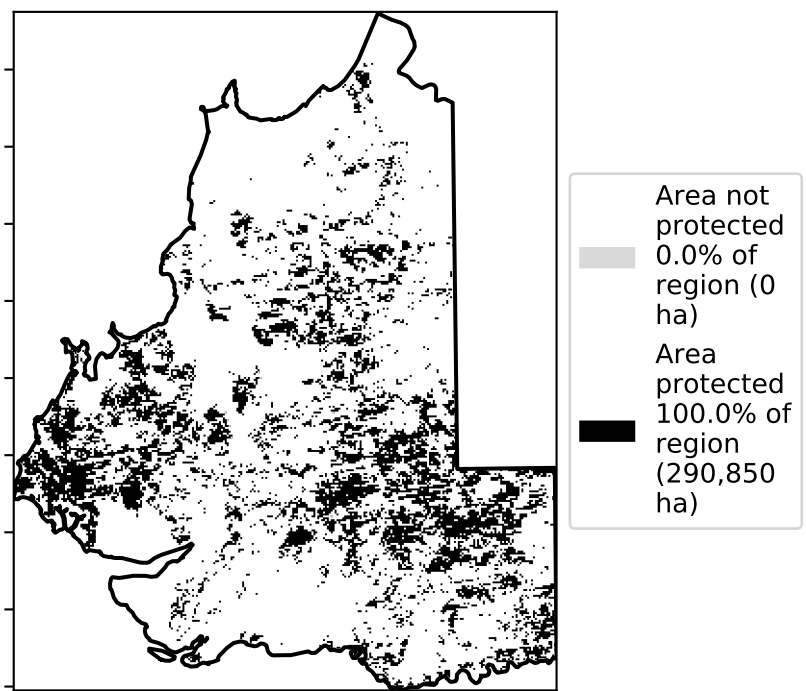 Area not
protected
0.0% of
region (0
ha)
Area
protected
100.0% of
region
(290,850
ha)